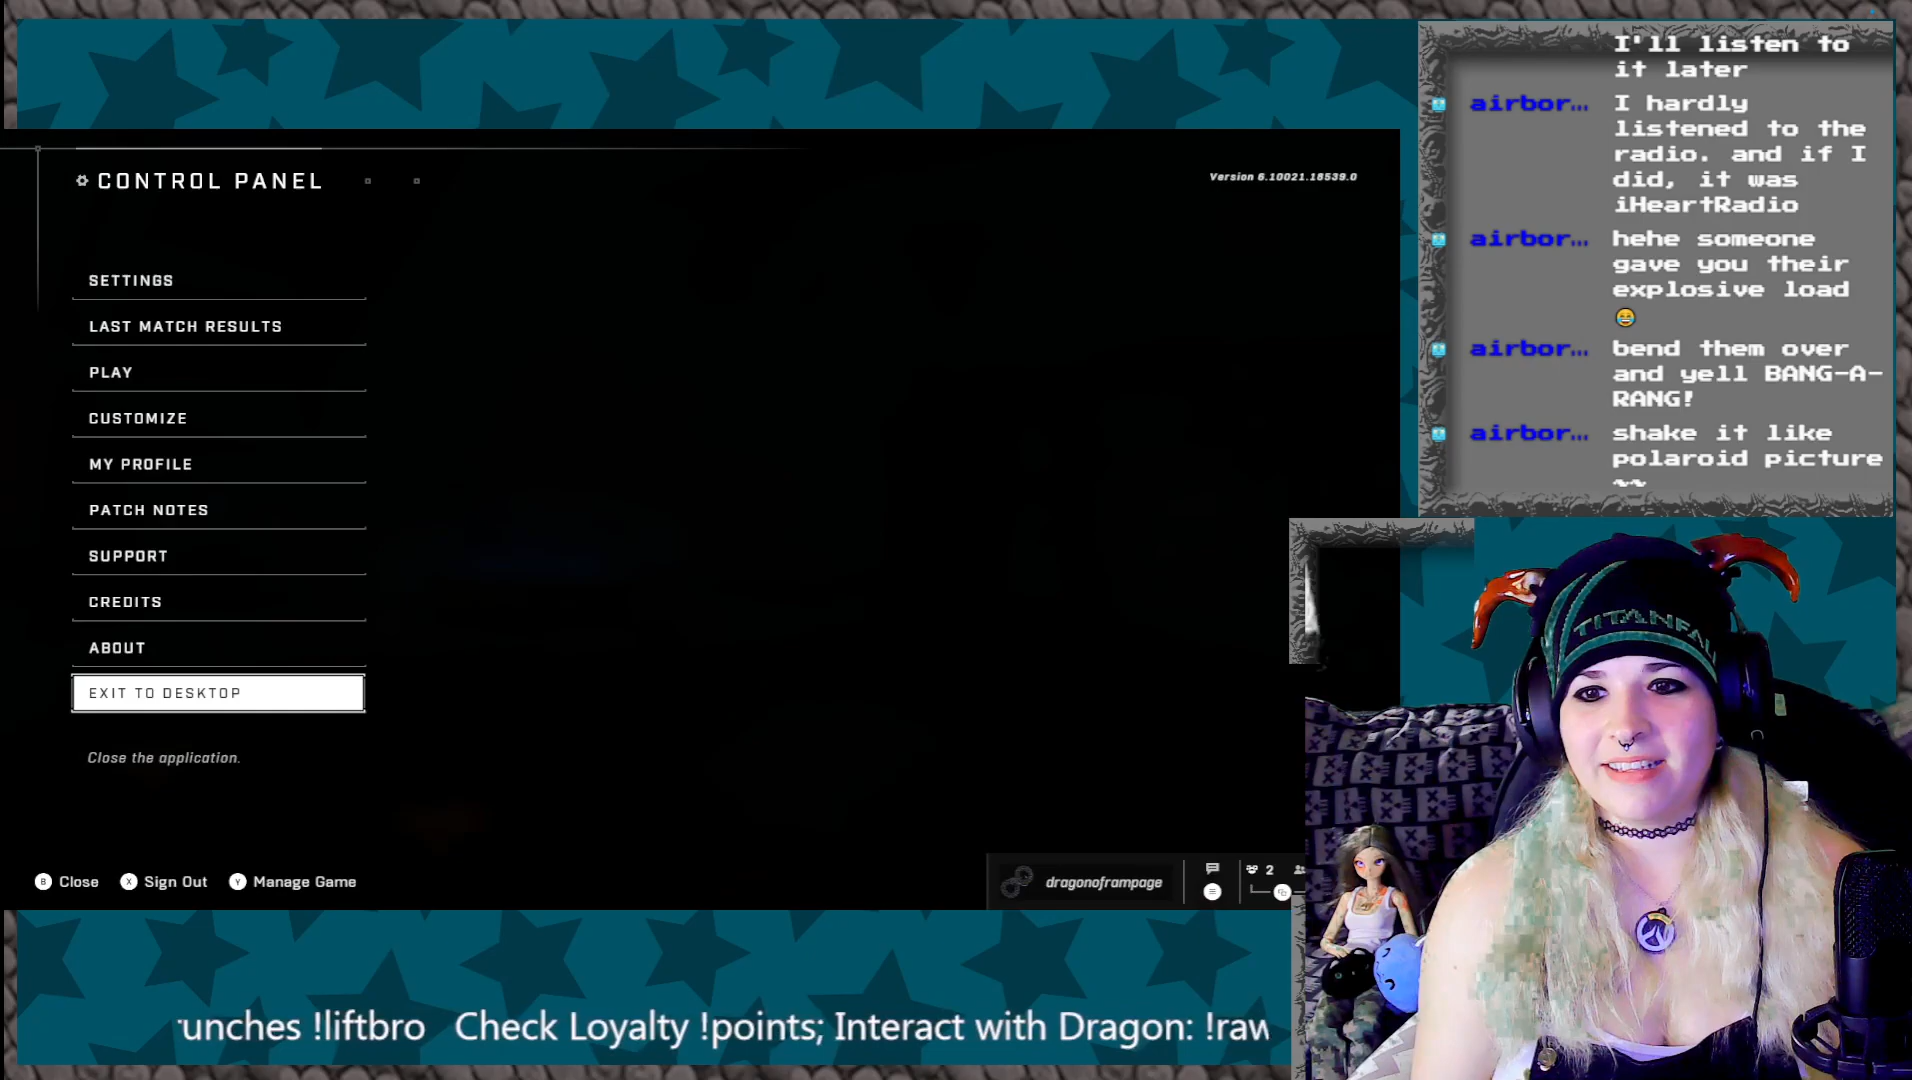 CONTROL PANEL
Version 6.10021.18539.0
SETTINGS
LAST MATCH RESULTS
PLAY
CUSTOMIZE
MY PROFILE
PATCH NOTES
SUPPORT
CREDITS
ABOUT
EXIT TO DESKTOP
Close the application.
B Close
X Sign Out
Y Manage Game
dragonoframpage
2
I'll listen to
it later
airbor... I hardly
listened to the
radio. and if I
did, it was
iHeartRadio
airbor... hehe someone
gave you their
explosive load
😂
airbor... bend them over
and yell BANG-A-
RANG!
airbor... shake it like
polaroid picture
~~
TITANFALL
unches !liftbro Check Loyalty !points; Interact with Dragon: !raw